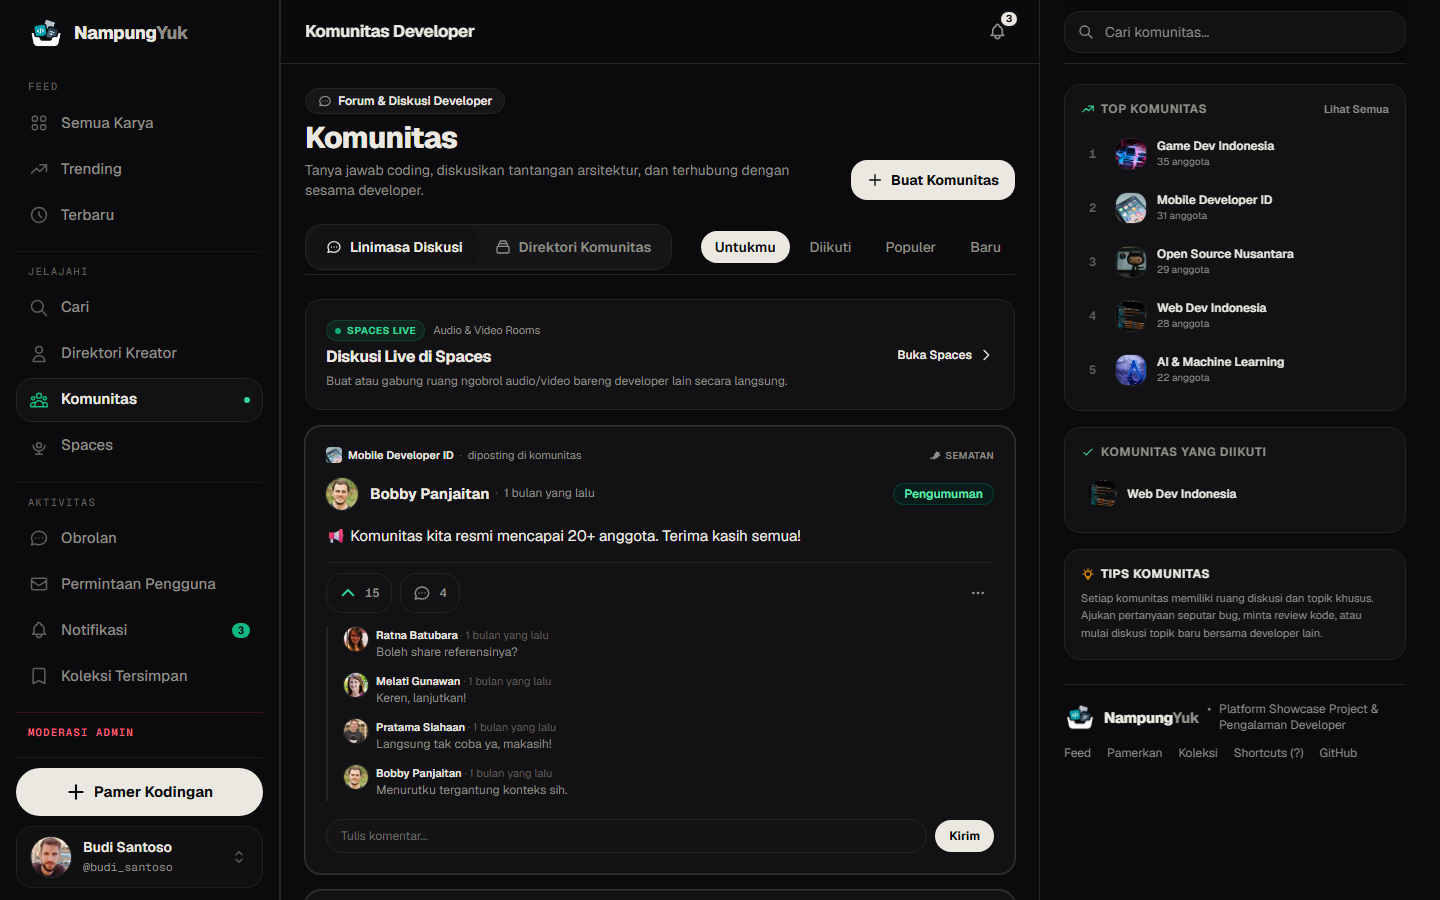 NampungYuk
FEED
Semua Karya
Trending
Terbaru
JELAJAHI
Cari
Direktori Kreator
Komunitas
Spaces
AKTIVITAS
Obrolan
Permintaan Pengguna
Notifikasi 3
Koleksi Tersimpan
MODERASI ADMIN
Pamer Kodingan
Budi Santoso
@budi_santoso
Komunitas Developer
3
Forum & Diskusi Developer
Komunitas
Tanya jawab coding, diskusikan tantangan arsitektur, dan terhubung dengan
sesama developer.
Buat Komunitas
Linimasa Diskusi Direktori Komunitas Untukmu Diikuti Populer Baru
SPACES LIVE Audio & Video Rooms
Diskusi Live di Spaces
Buat atau gabung ruang ngobrol audio/video bareng developer lain secara langsung.
Buka Spaces
Mobile Developer ID · diposting di komunitas SEMATAN
Bobby Panjaitan · 1 bulan yang lalu Pengumuman
Komunitas kita resmi mencapai 20+ anggota. Terima kasih semua!
15 4
Ratna Batubara · 1 bulan yang lalu
Boleh share referensinya?
Melati Gunawan · 1 bulan yang lalu
Keren, lanjutkan!
Pratama Siahaan · 1 bulan yang lalu
Langsung tak coba ya, makasih!
Bobby Panjaitan · 1 bulan yang lalu
Menurutku tergantung konteks sih.
Tulis komentar... Kirim
Cari komunitas...
TOP KOMUNITAS Lihat Semua
1 Game Dev Indonesia
35 anggota
2 Mobile Developer ID
31 anggota
3 Open Source Nusantara
29 anggota
4 Web Dev Indonesia
28 anggota
5 AI & Machine Learning
22 anggota
KOMUNITAS YANG DIIKUTI
Web Dev Indonesia
TIPS KOMUNITAS
Setiap komunitas memiliki ruang diskusi dan topik khusus.
Ajukan pertanyaan seputar bug, minta review kode, atau
mulai diskusi topik baru bersama developer lain.
NampungYuk • Platform Showcase Project &
Pengalaman Developer
Feed Pamerkan Koleksi Shortcuts (?) GitHub